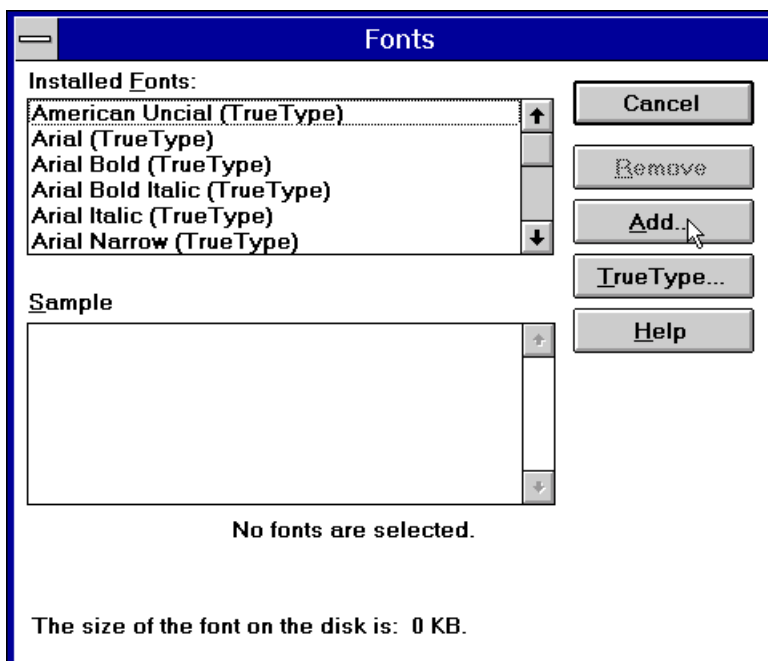 Fonts
Installed Fonts:
American Uncial (TrueType)
Arial (TrueType)
Arial Bold (TrueType)
Arial Bold Italic (TrueType)
Arial Italic (TrueType)
Arial Narrow (TrueType)
Cancel
Remove
Add...
TrueType...
Help
Sample
No fonts are selected.
The size of the font on the disk is:  0 KB.